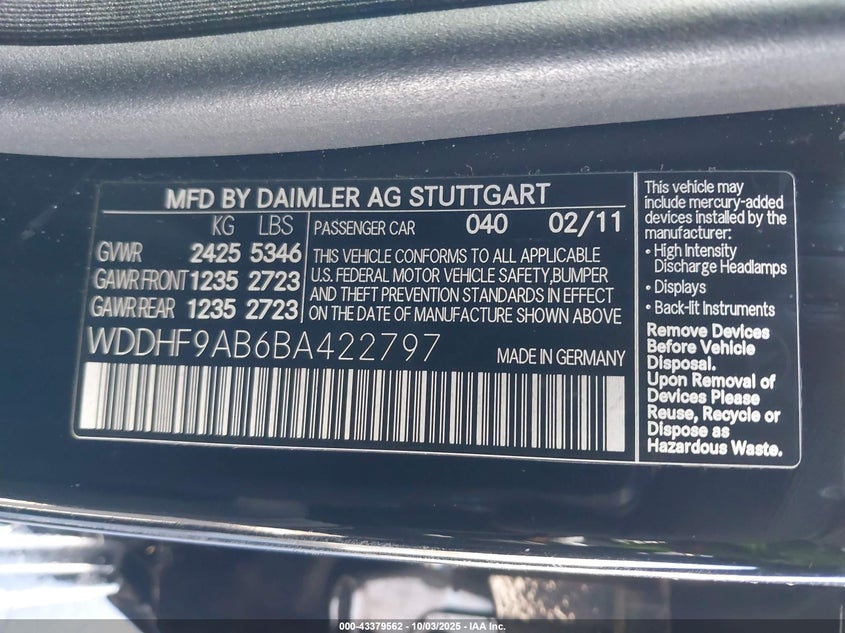 MFD BY DAIMLER AG STUTTGART
KG LBS
GVWR 2425 5346
GAWR FRONT 1235 2723
GAWR REAR 1235 2723
PASSENGER CAR 040 02/11
THIS VEHICLE CONFORMS TO ALL APPLICABLE
U.S. FEDERAL MOTOR VEHICLE SAFETY,BUMPER
AND THEFT PREVENTION STANDARDS IN EFFECT
ON THE DATE OF MANUFACTURE SHOWN ABOVE
WDDHF9AB6BA422797
MADE IN GERMANY
This vehicle may
include mercury-added
devices installed by the
manufacturer:
• High Intensity
Discharge Headlamps
• Displays
• Back-lit Instruments
Remove Devices
Before Vehicle
Disposal.
Upon Removal of
Devices Please
Reuse, Recycle or
Dispose as
Hazardous Waste.
000-43379562 - 10/03/2025 - IAA Inc.